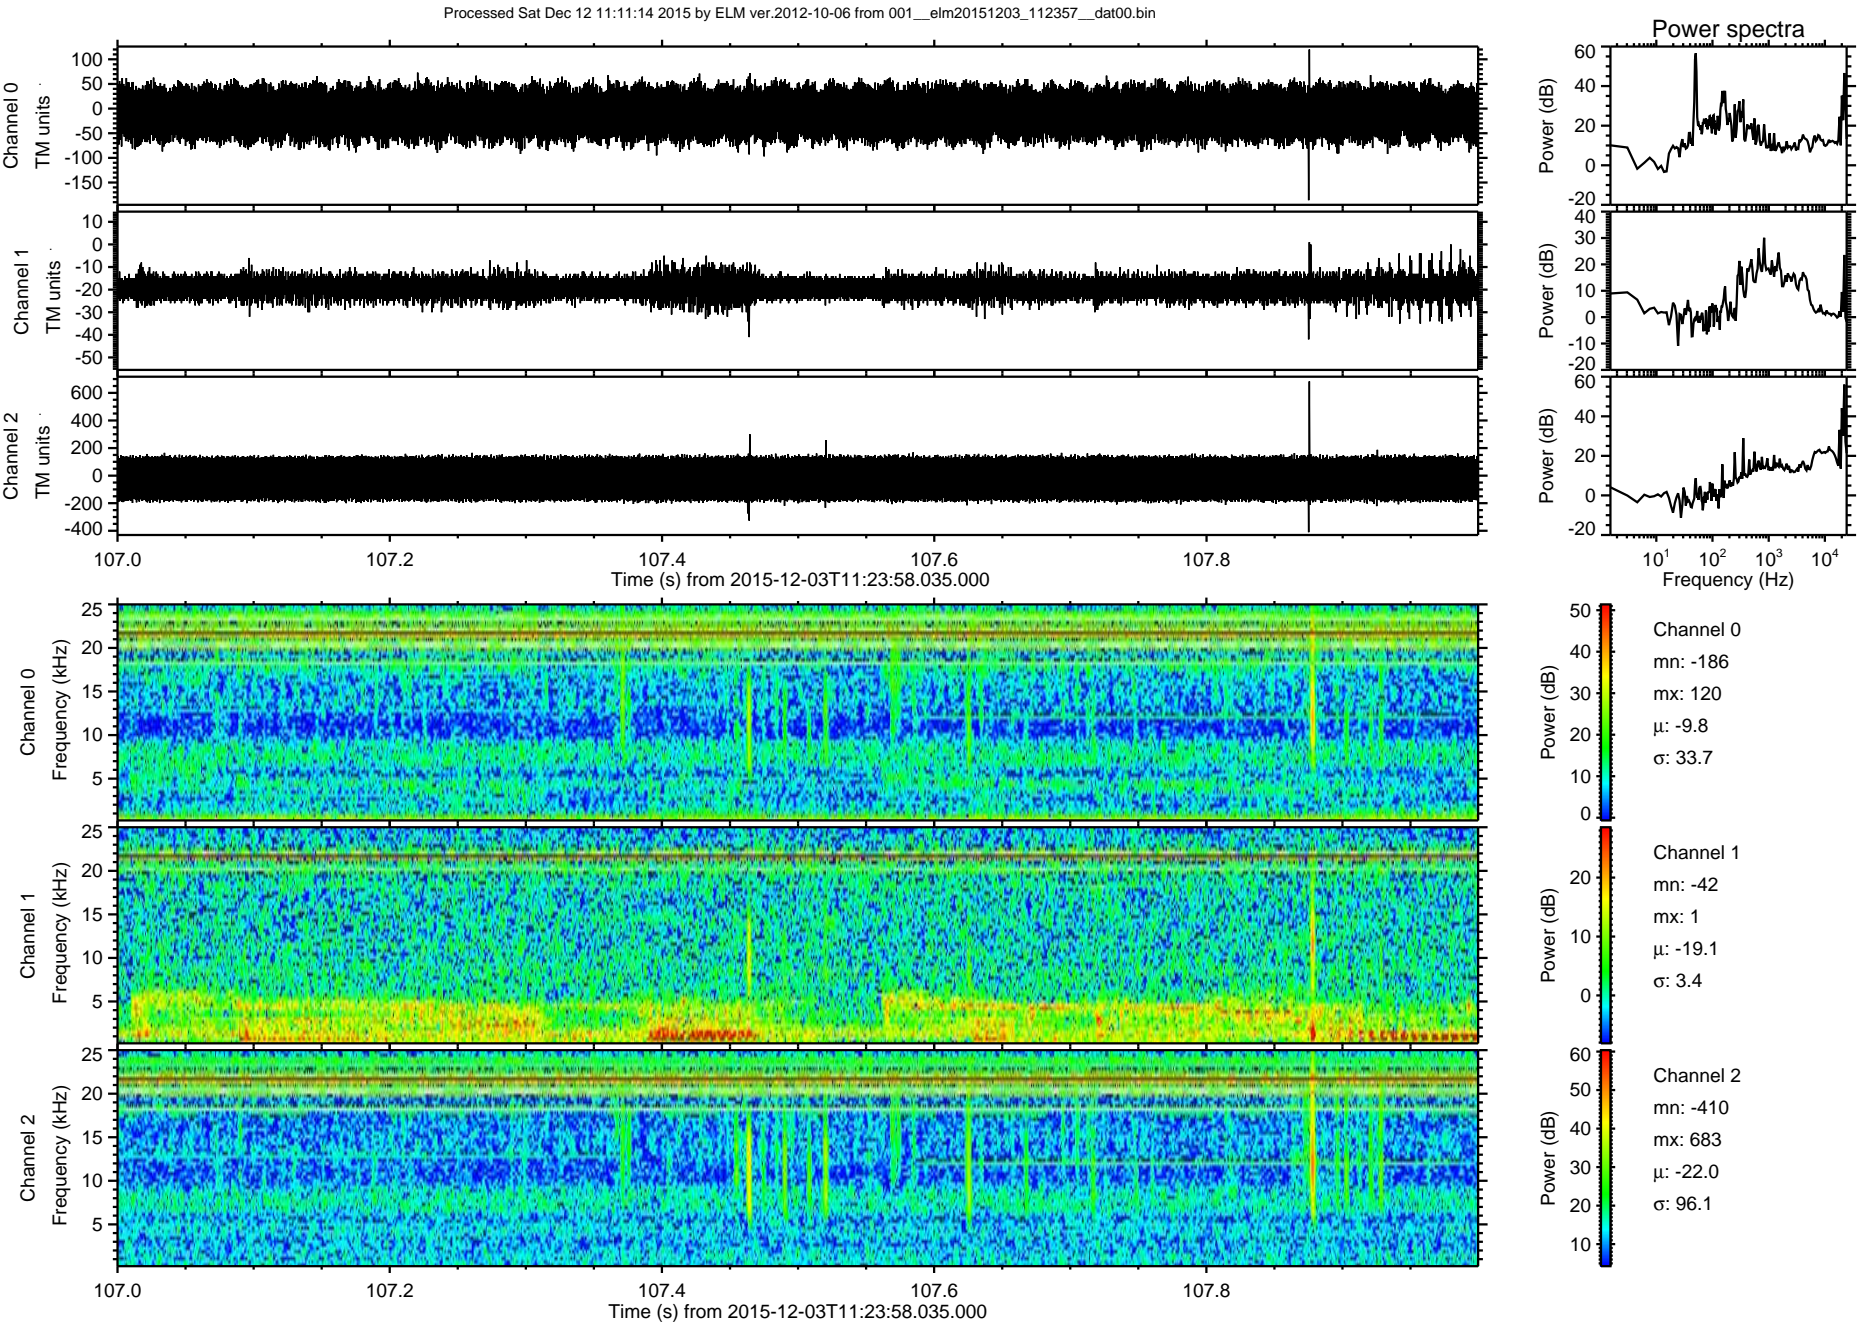 Processed Sat Dec 12 11:11:14 2015 by ELM ver.2012-10-06 from 001__elm20151203_112357__dat00.bin
Power spectra
Channel 0
TM units
100
50
0
-50
-100
-150
Power (dB)
60
40
20
0
-20
Channel 1
TM units
10
0
-10
-20
-30
-40
-50
Power (dB)
40
30
20
10
0
-10
-20
Channel 2
TM units
600
400
200
0
-200
-400
Power (dB)
60
40
20
0
-20
107.0 107.2 107.4 107.6 107.8
Time (s) from 2015-12-03T11:23:58.035.000
10¹ 10² 10³ 10⁴
Frequency (Hz)
Channel 0
Frequency (kHz)
25
20
15
10
5
Power (dB)
50
40
30
20
10
0
Channel 0
mn: -186
mx: 120
μ: -9.8
σ: 33.7
Channel 1
Frequency (kHz)
25
20
15
10
5
Power (dB)
20
10
0
Channel 1
mn: -42
mx: 1
μ: -19.1
σ: 3.4
Channel 2
Frequency (kHz)
25
20
15
10
5
Power (dB)
60
50
40
30
20
10
Channel 2
mn: -410
mx: 683
μ: -22.0
σ: 96.1
107.0 107.2 107.4 107.6 107.8
Time (s) from 2015-12-03T11:23:58.035.000